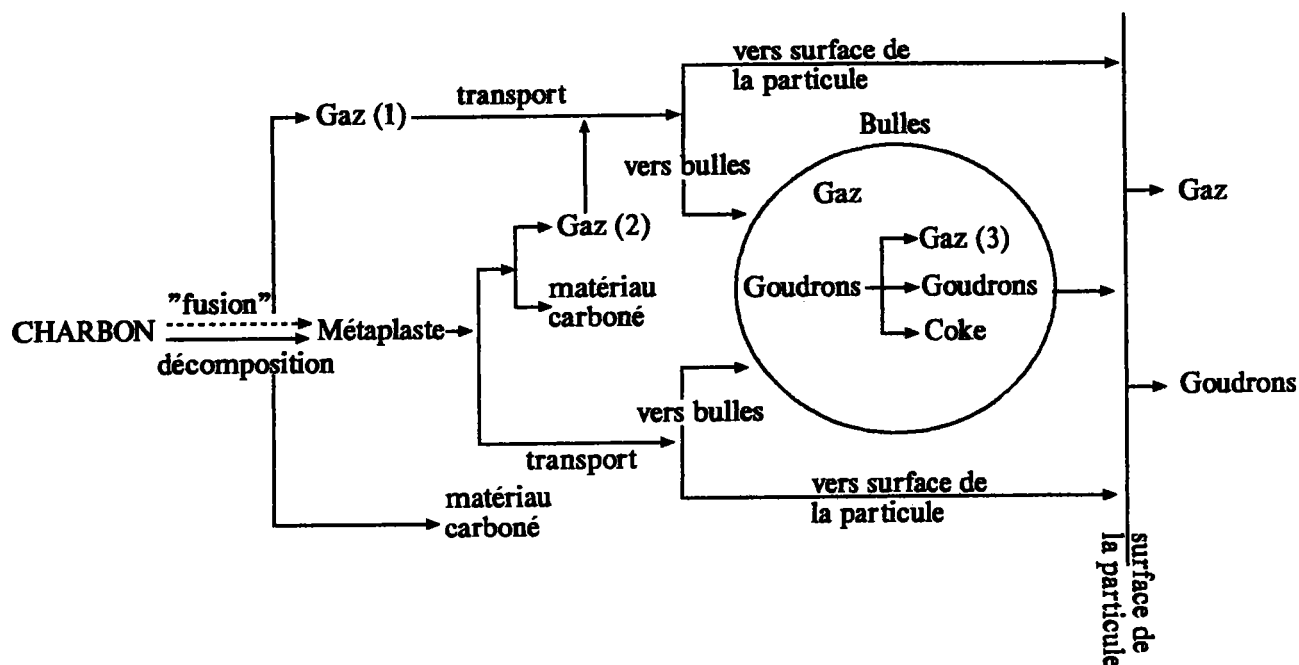 vers surface de
la particule
transport
Gaz (1)
Bulles
vers bulles
Gaz
Gaz
Gaz (2)
Gaz (3)
matériau
carboné
Goudrons
Goudrons
"fusion"
CHARBON
Métaplaste
Coke
décomposition
Goudrons
vers bulles
transport
vers surface de
la particule
matériau
carboné
surface de
la particule